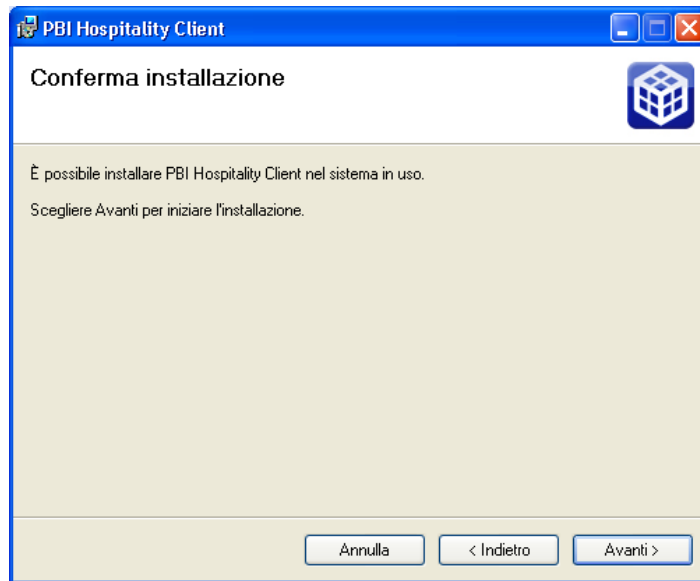 PBI Hospitality Client
Conferma installazione
È possibile installare PBI Hospitality Client nel sistema in uso.
Scegliere Avanti per iniziare l'installazione.
Annulla
< Indietro
Avanti >